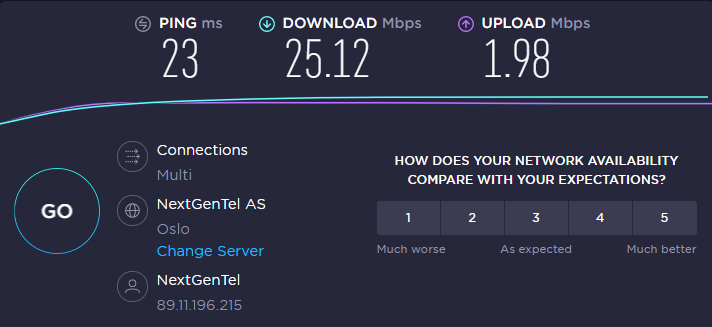 PING ms
DOWNLOAD Mbps
UPLOAD Mbps
23
25.12
1.98
GO
Connections
Multi
NextGenTel AS
Oslo
Change Server
NextGenTel
89.11.196.215
HOW DOES YOUR NETWORK AVAILABILITY
COMPARE WITH YOUR EXPECTATIONS?
1 2 3 4 5
Much worse As expected Much better